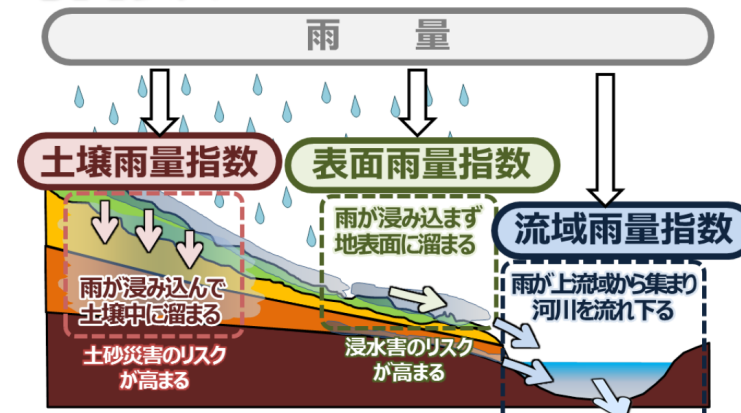 雨　量
土壌雨量指数
表面雨量指数
流域雨量指数
雨が浸み込んで
土壌中に溜まる
土砂災害のリスク
が高まる
雨が浸み込まず
地表面に溜まる
浸水害のリスク
が高まる
雨が上流域から集まり
河川を流れ下る